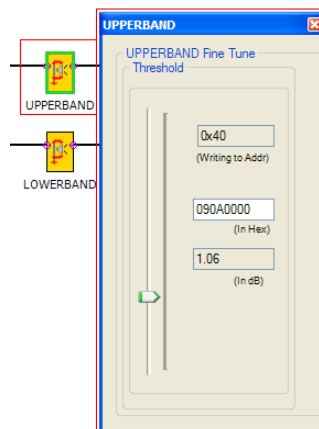 UPPERBAND
UPPERBAND Fine Tune
Threshold
UPPERBAND
0x40
(Writing to Addr)
LOWERBAND
090A0000
(In Hex)
1.06
(In dB)